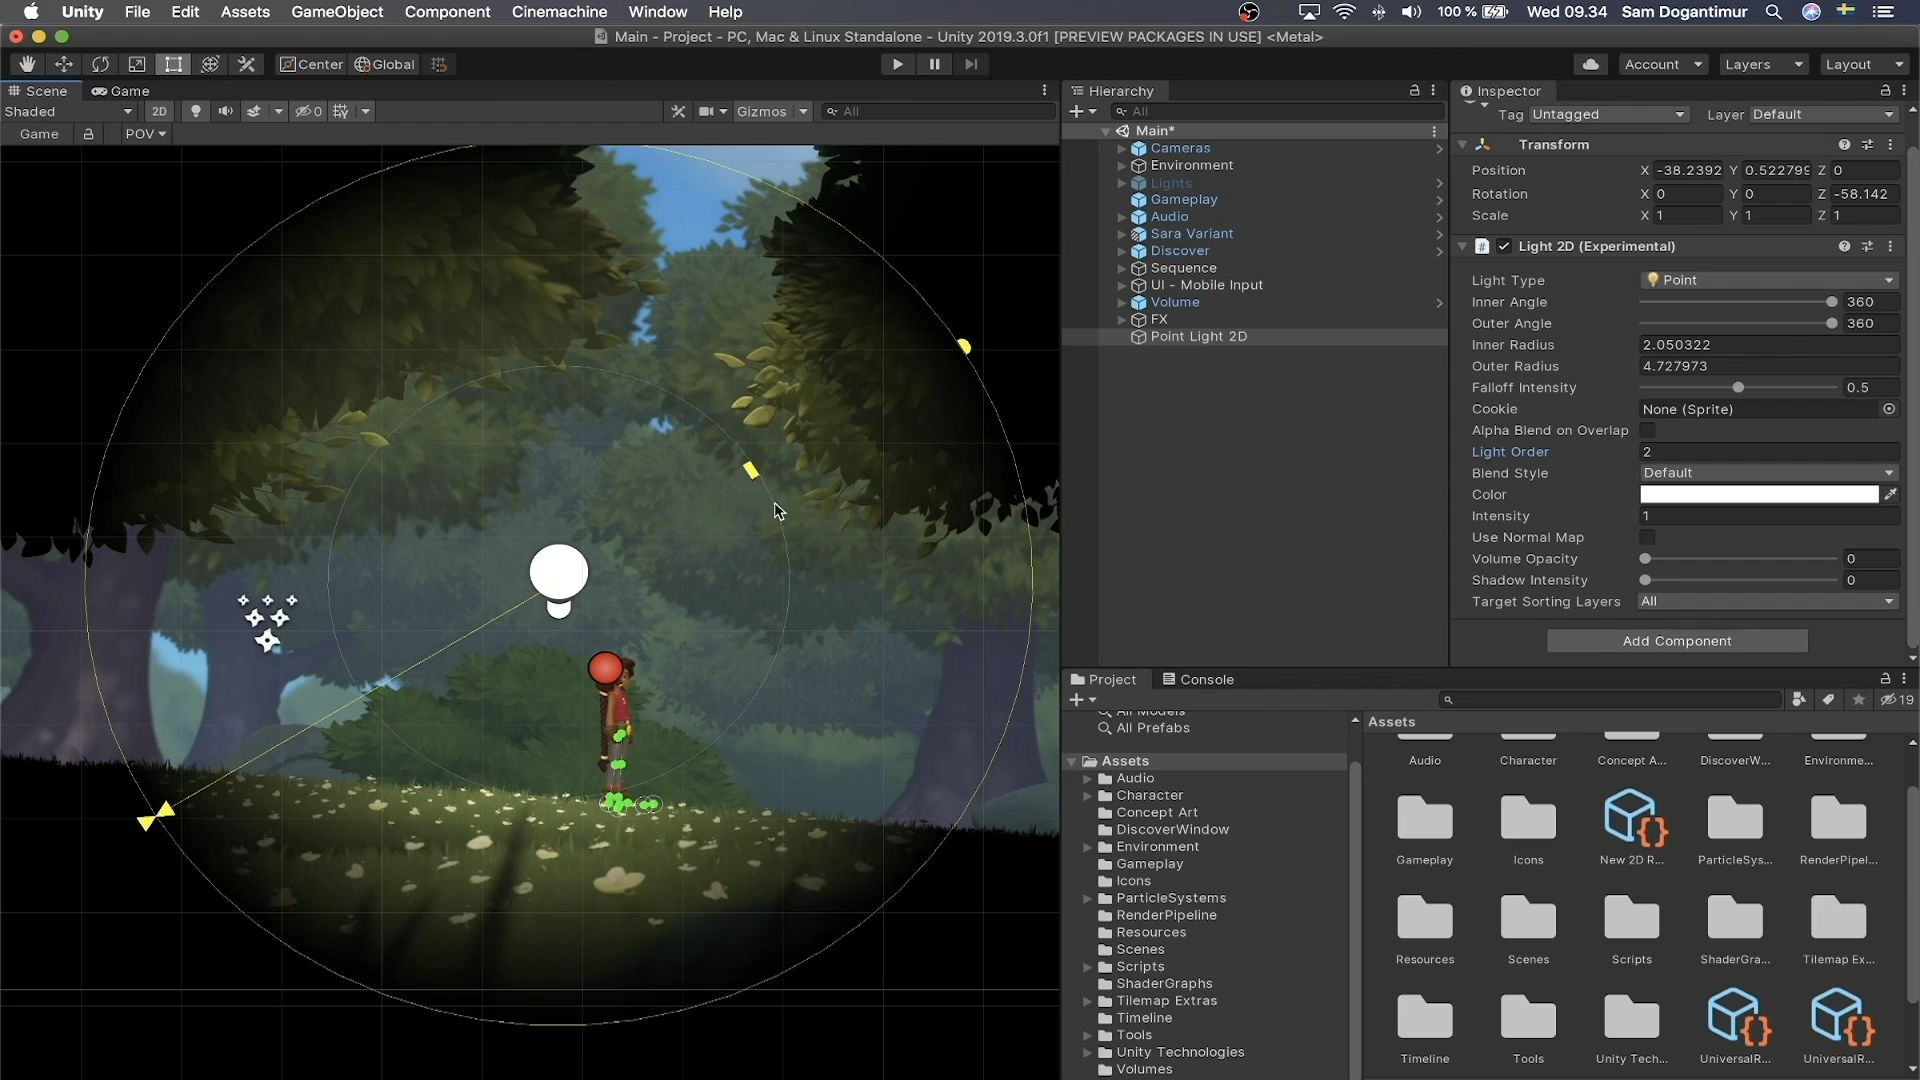 Unity File Edit Assets GameObject Component Cinemachine Window Help 100 % Wed 09.34 Sam Dogantimur
Main - Project - PC, Mac & Linux Standalone - Unity 2019.3.0f1 [PREVIEW PACKAGES IN USE] <Metal>
Center Global Account Layers Layout
Scene Game
Shaded 2D 0 Gizmos All
Game POV
Hierarchy
All
Main*
Cameras
Environment
Lights
Gameplay
Audio
Sara Variant
Discover
Sequence
UI - Mobile Input
Volume
FX
Point Light 2D
Inspector
Tag Untagged Layer Default
Transform
Position X -38.2392 Y 0.522799 Z 0
Rotation X 0 Y 0 Z -58.142
Scale X 1 Y 1 Z 1
# Light 2D (Experimental)
Light Type Point
Inner Angle 360
Outer Angle 360
Inner Radius 2.050322
Outer Radius 4.727973
Falloff Intensity 0.5
Cookie None (Sprite)
Alpha Blend on Overlap
Light Order 2
Blend Style Default
Color
Intensity 1
Use Normal Map
Volume Opacity 0
Shadow Intensity 0
Target Sorting Layers All
Add Component
Project Console
19
All Models
All Prefabs
Assets
Audio
Character
Concept Art
DiscoverWindow
Environment
Gameplay
Icons
ParticleSystems
RenderPipeline
Resources
Scenes
Scripts
ShaderGraphs
Tilemap Extras
Timeline
Tools
Unity Technologies
Volumes
Assets
Audio Character Concept A... DiscoverW... Environme...
Gameplay Icons New 2D R... ParticleSys... RenderPipel...
Resources Scenes Scripts ShaderGra... Tilemap Ex...
Timeline Tools Unity Tech... UniversalR... UniversalR...